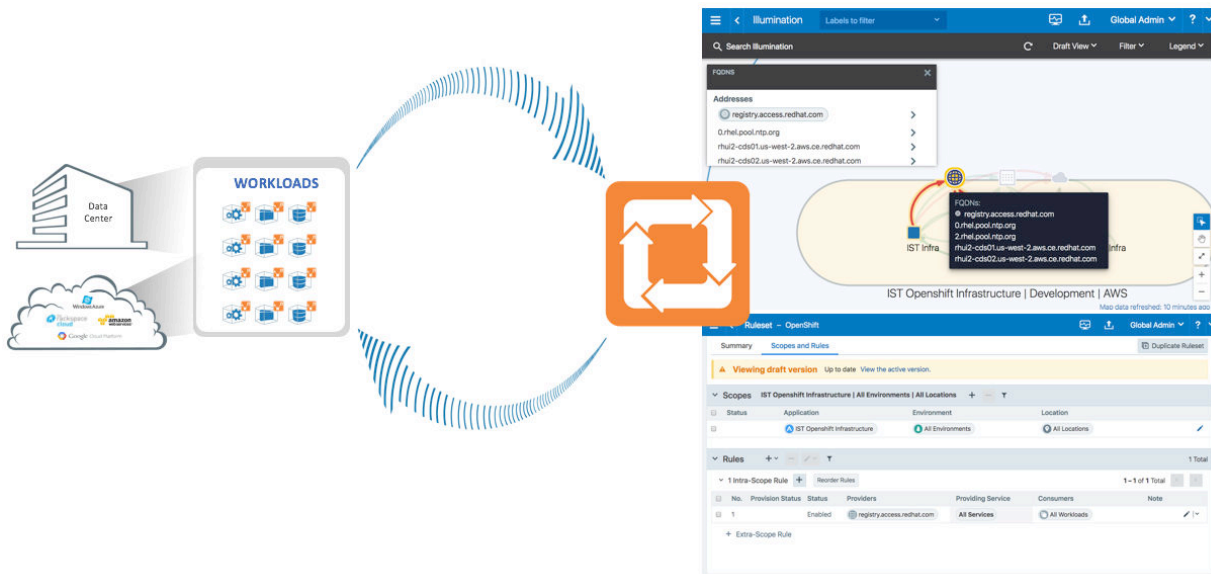 Data
Center
WORKLOADS
Windows Azure
rackspace
cloud
amazon
web services
Google Cloud Platform
Illumination
Labels to filter
Global Admin
?
Search Illumination
Draft View
Filter
Legend
FQDNS
Addresses
registry.access.redhat.com
0.rhel.pool.ntp.org
rhui2-cds01.us-west-2.aws.ce.redhat.com
rhui2-cds02.us-west-2.aws.ce.redhat.com
FQDNs:
registry.access.redhat.com
0.rhel.pool.ntp.org
2.rhel.pool.ntp.org
rhui2-cds01.us-west-2.aws.ce.redhat.com
rhui2-cds02.us-west-2.aws.ce.redhat.com
IST Infra
Infra
IST Openshift Infrastructure | Development | AWS
Map data refreshed: 10 minutes ago
Ruleset – OpenShift
Global Admin
?
Summary
Scopes and Rules
Duplicate Ruleset
Viewing draft version Up to date View the active version.
Scopes IST Openshift Infrastructure | All Environments | All Locations
Status Application Environment Location
IST Openshift Infrastructure All Environments All Locations
Rules 1 Total
1 Intra-Scope Rule Reorder Rules 1 – 1 of 1 Total
No. Provision Status Status Providers Providing Service Consumers Note
1 Enabled registry.access.redhat.com All Services All Workloads
+ Extra-Scope Rule